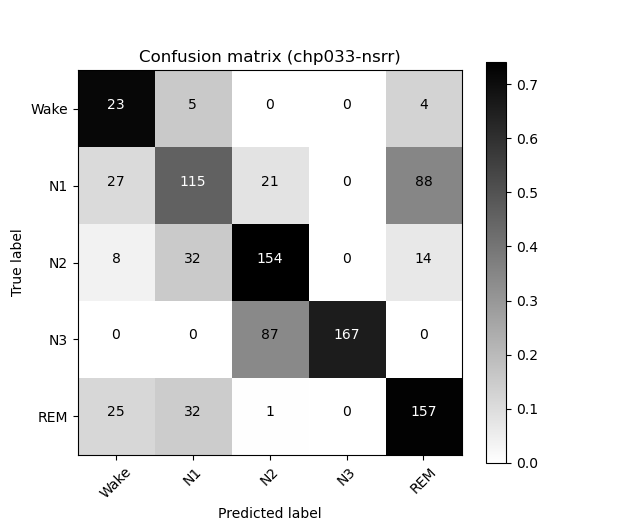 Confusion matrix (chp033-nsrr)
Wake 23 5 0 0 4
N1 27 115 21 0 88
N2 8 32 154 0 14
N3 0 0 87 167 0
REM 25 32 1 0 157
Wake N1 N2 N3 REM
Predicted label
True label
0.7
0.6
0.5
0.4
0.3
0.2
0.1
0.0